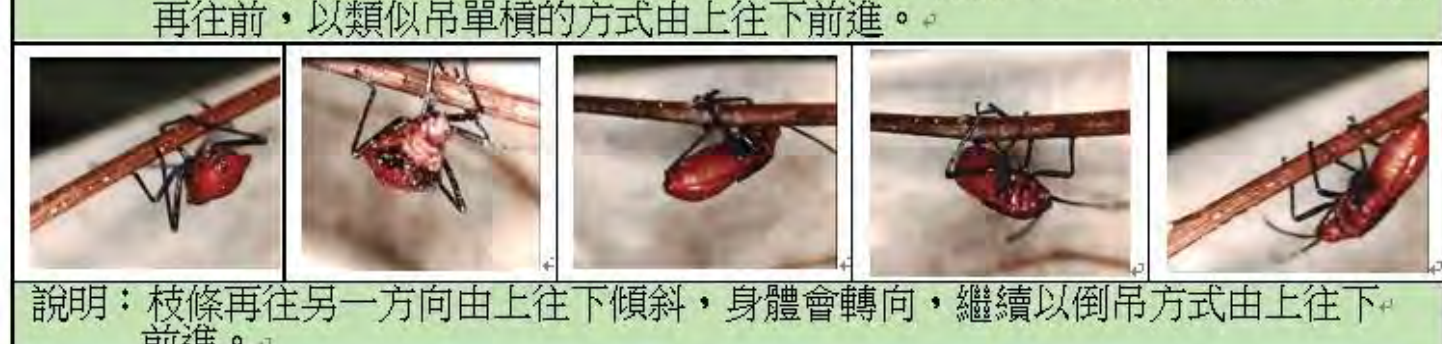 再往前，以類似吊單槓的方式由上往下前進。
說明：枝條再往另一方向由上往下傾斜，身體會轉向，繼續以倒吊方式由上往下
前進。